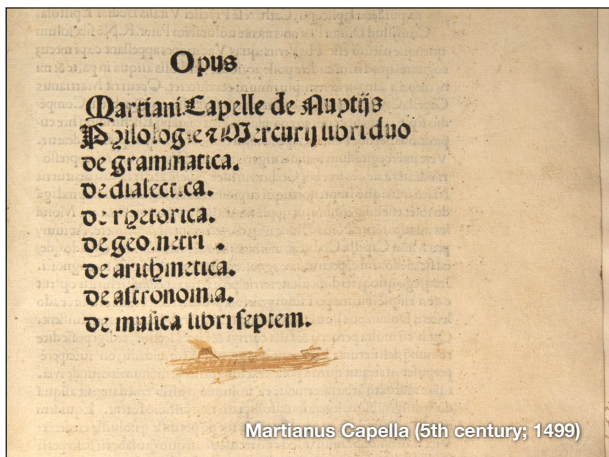 Opus
Martiani Capelle de Nuptijs
Philologie ⁊ Mercurij libri duo
de grammatica.
de dialectica.
de rhetorica.
de geometri .
de arithmetica.
de astronomia.
de musica libri septem.
Martianus Capella (5th century; 1499)